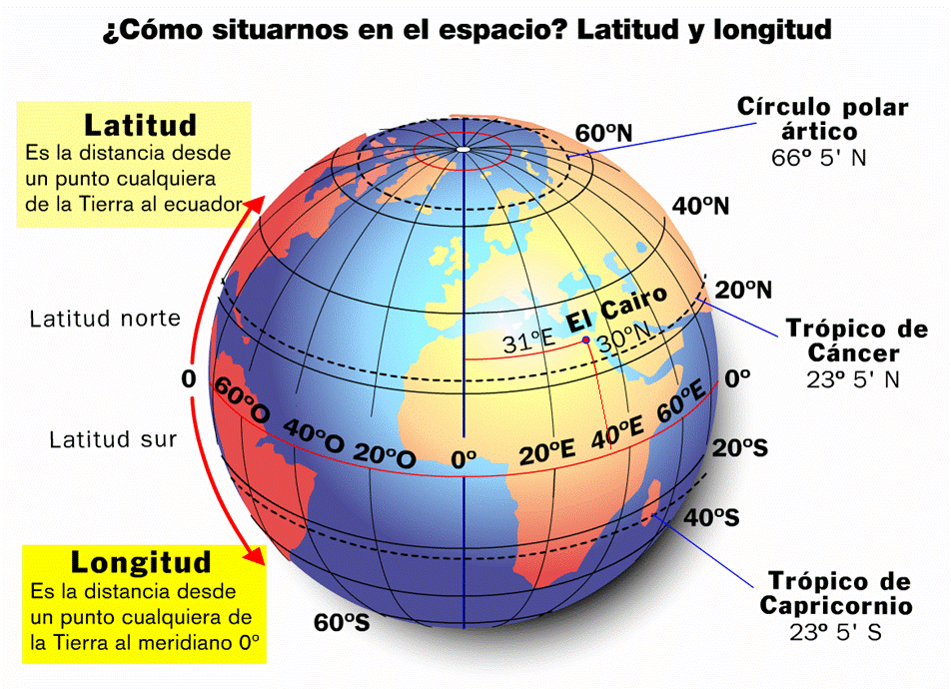 ¿Cómo situarnos en el espacio? Latitud y longitud
Latitud
Es la distancia desde
un punto cualquiera
de la Tierra al ecuador
Círculo polar
ártico
66º 5' N
60ºN
40ºN
20ºN
Latitud norte
El Cairo
31ºE
30ºN
Trópico de
Cáncer
23º 5' N
0
0º
60ºO
40ºO
20ºO
0º
20ºE
40ºE
60ºE
Latitud sur
20ºS
40ºS
Longitud
Es la distancia desde
un punto cualquiera de
la Tierra al meridiano 0º
60ºS
Trópico de
Capricornio
23º 5' S